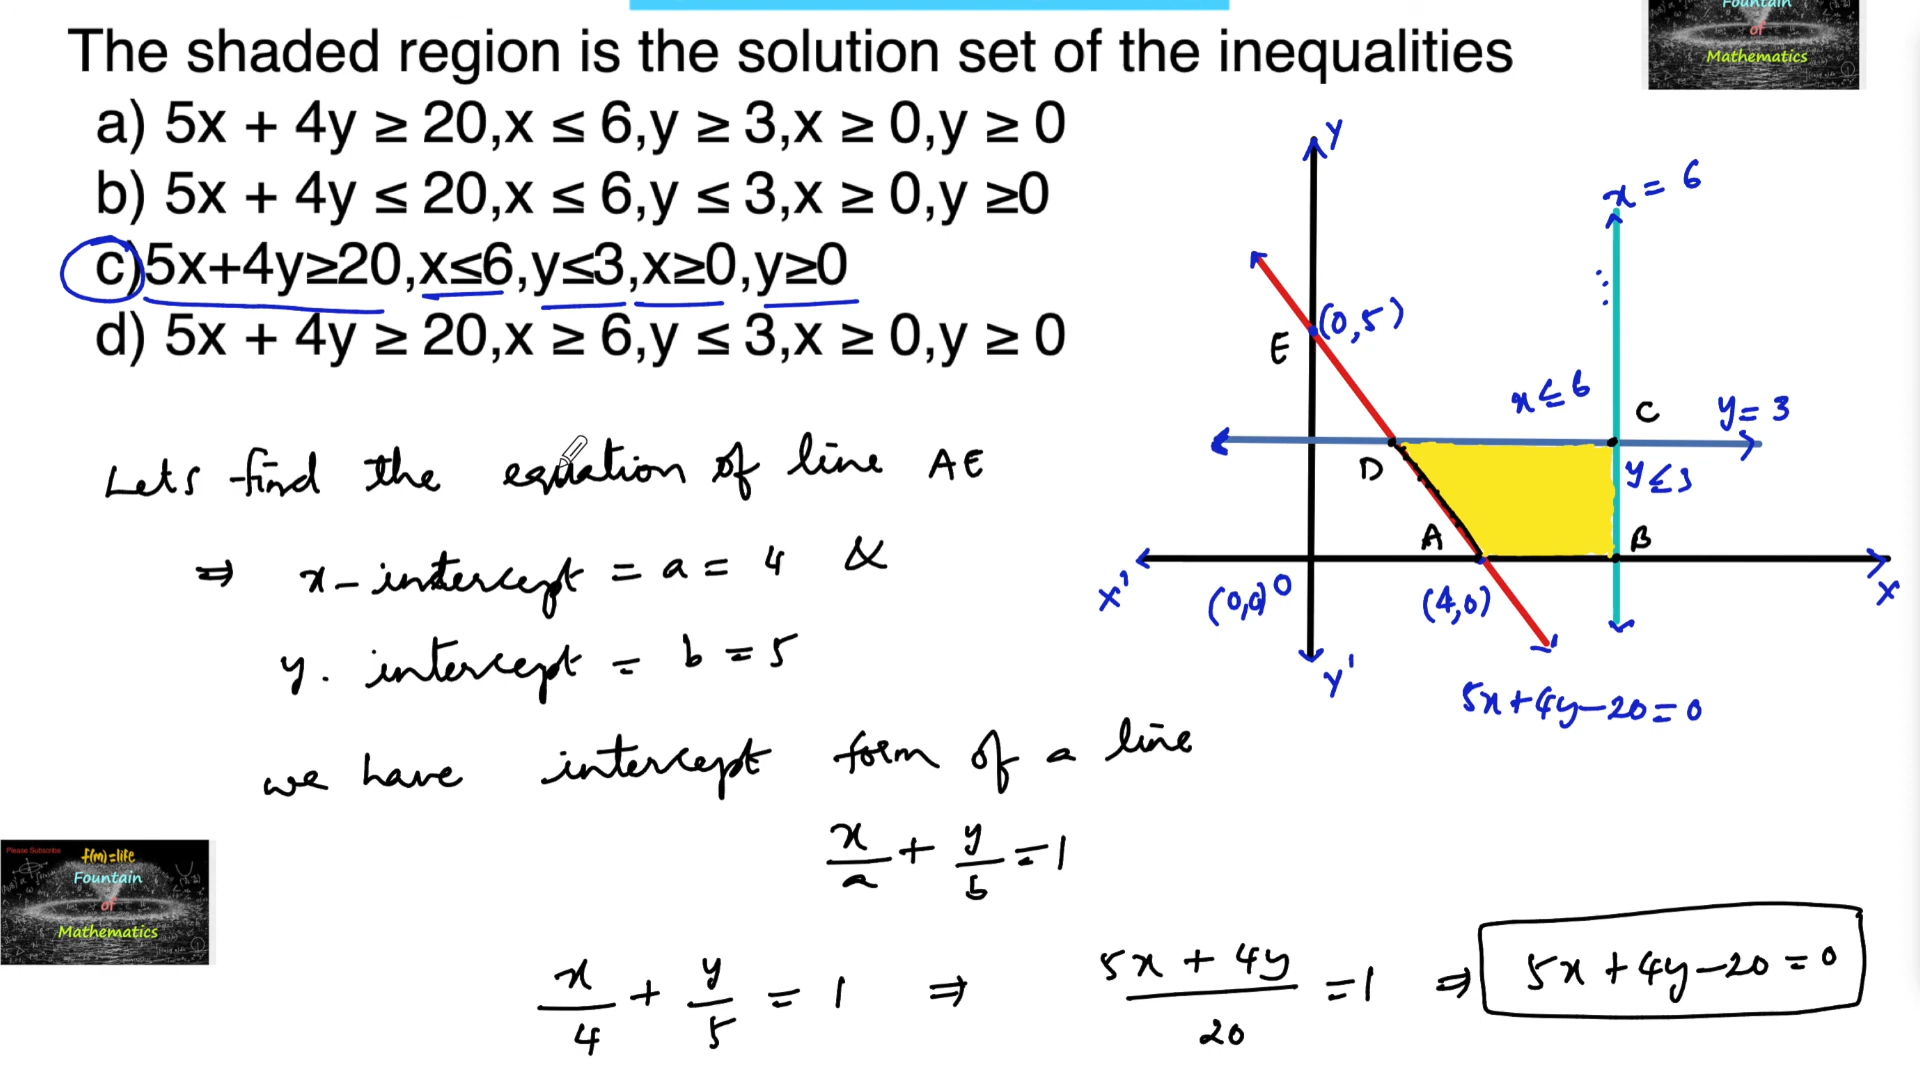 The shaded region is the solution set of the inequalities
a) 5x + 4y ≥ 20,x ≤ 6,y ≥ 3,x ≥ 0,y ≥ 0
b) 5x + 4y ≤ 20,x ≤ 6,y ≤ 3,x ≥ 0,y ≥0
c)5x+4y≥20,x≤6,y≤3,x≥0,y≥0
d) 5x + 4y ≥ 20,x ≥ 6,y ≤ 3,x ≥ 0,y ≥ 0
Fountain
of
Mathematics
y
x = 6
E
(0,5)
x ≤ 6
C
y = 3
D
y ≤ 3
A
B
x'
(0,0)
0
(4,0)
x
y'
5x+4y-20=0
Lets find the equation of line AE
⇒ x-intercept = a = 4 &
y. intercept = b = 5
we have intercept form of a line
x/a + y/b = 1
x/4 + y/5 = 1 ⇒ (5x + 4y)/20 = 1 ⇒ 5x + 4y - 20 = 0
Please Subscribe
f(m)=life
Fountain
of
Mathematics